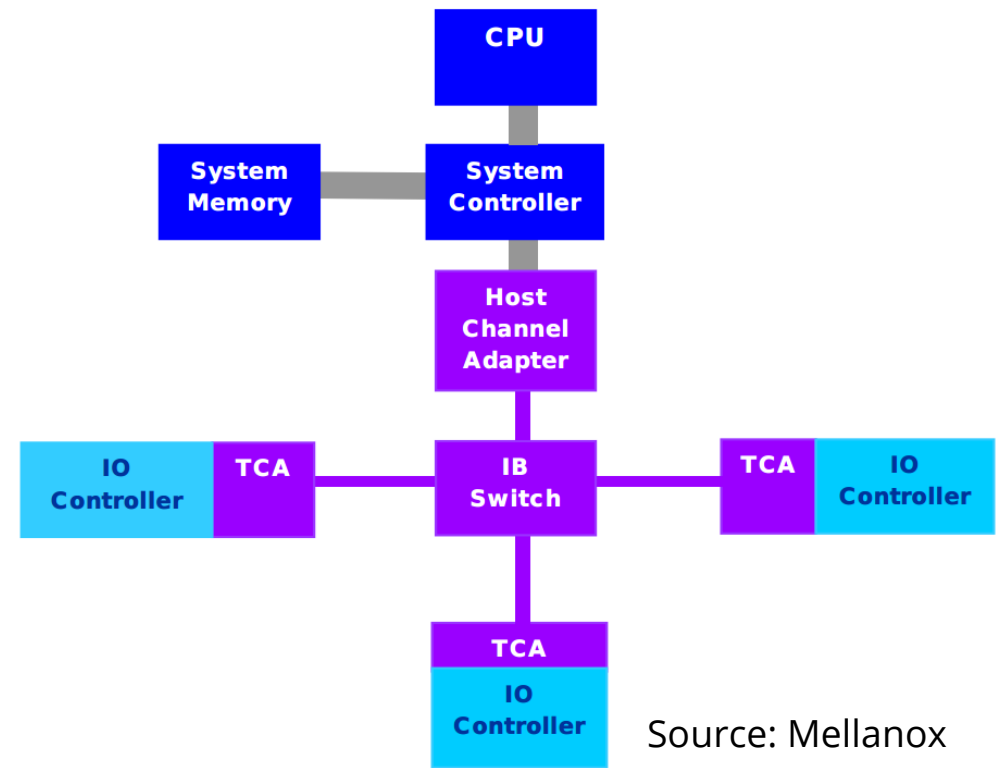 CPU
System
Memory
System
Controller
Host
Channel
Adapter
IO
Controller
TCA
IB
Switch
TCA
IO
Controller
TCA
IO
Controller
Source: Mellanox